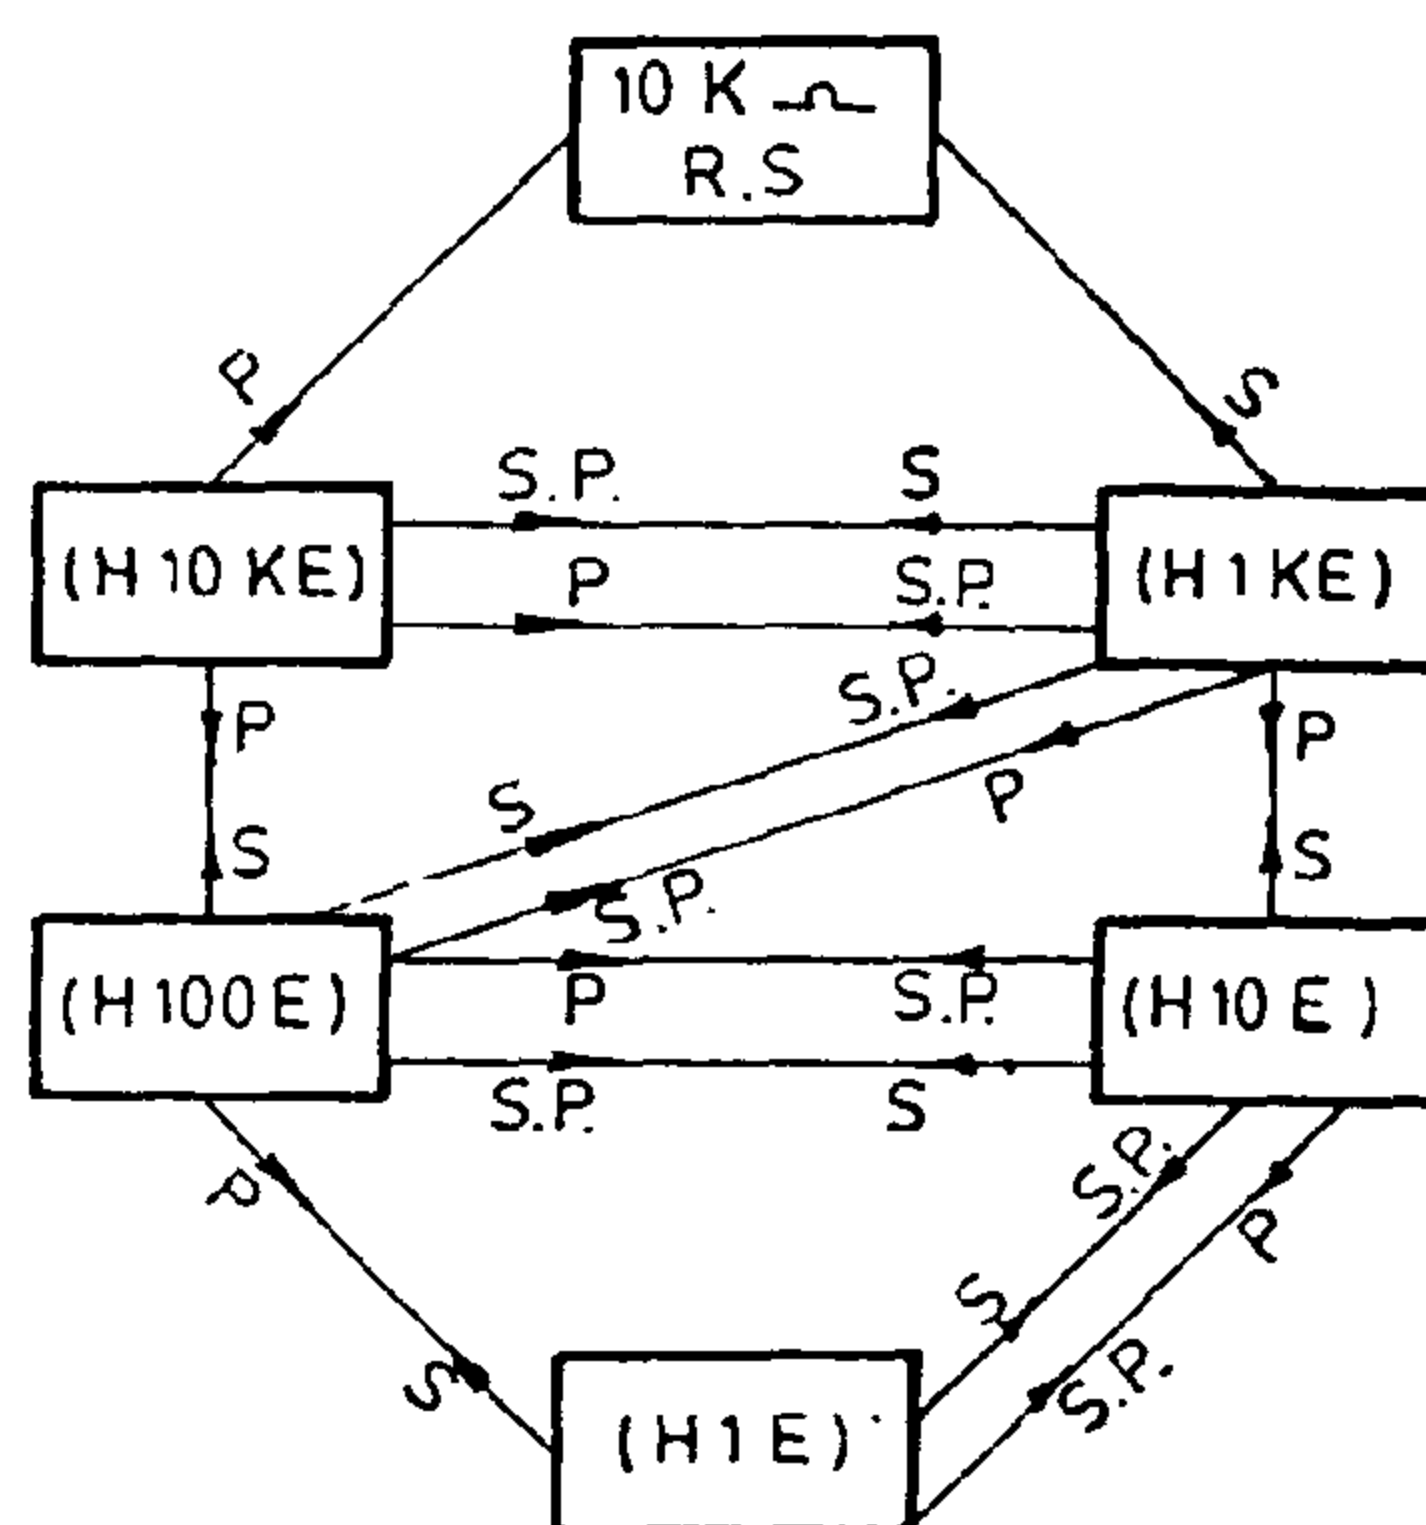 10 K
R.S
P
S
S.P. S
(H 10 KE) P S.P. (H 1 KE)
S.P.
P P P
S
S S
S.P.
(H 100 E) P S.P. (H 10 E)
S.P. S
S.P.
P P
S
S S.P.
(H 1 E)